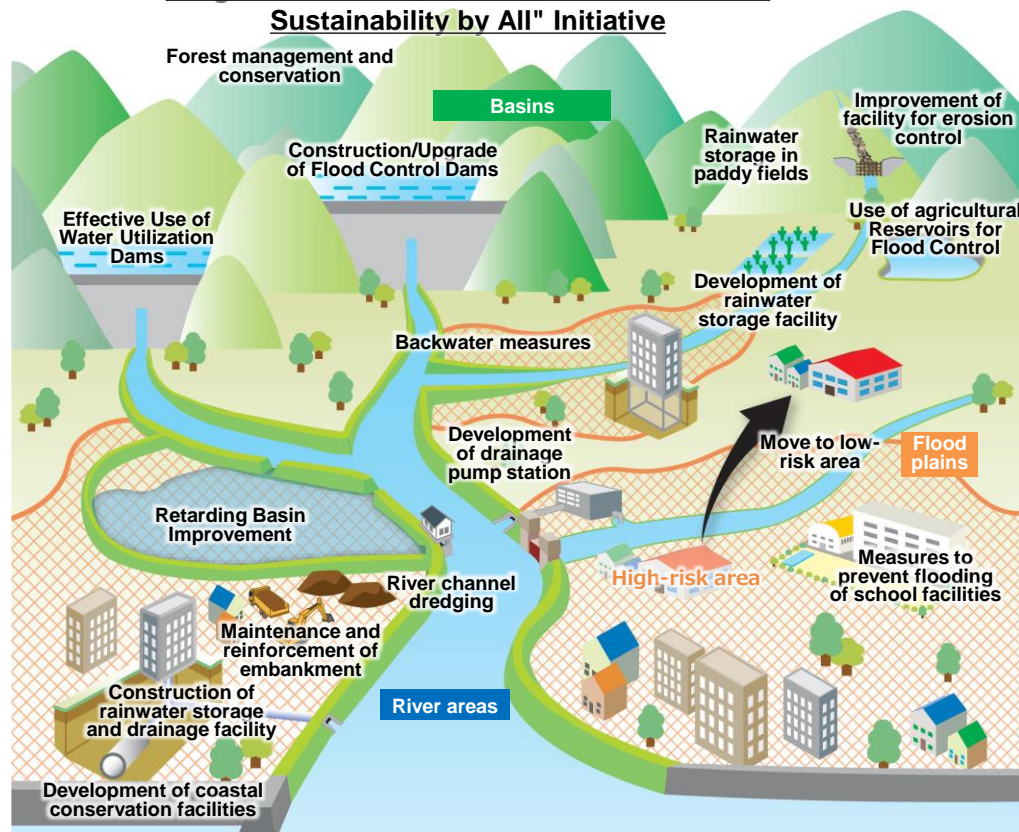 Sustainability by All" Initiative
Forest management and
conservation
Basins
Improvement of
facility for erosion
control
Rainwater
storage in
paddy fields
Construction/Upgrade
of Flood Control Dams
Effective Use of
Water Utilization
Dams
Use of agricultural
Reservoirs for
Flood Control
Development of
rainwater
storage facility
Backwater measures
Development
of drainage
pump station
Move to low-
risk area
Flood
plains
Retarding Basin
Improvement
High-risk area
Measures to
prevent flooding
of school facilities
River channel
dredging
Maintenance and
reinforcement of
embankment
Construction of
rainwater storage
and drainage facility
River areas
Development of coastal
conservation facilities